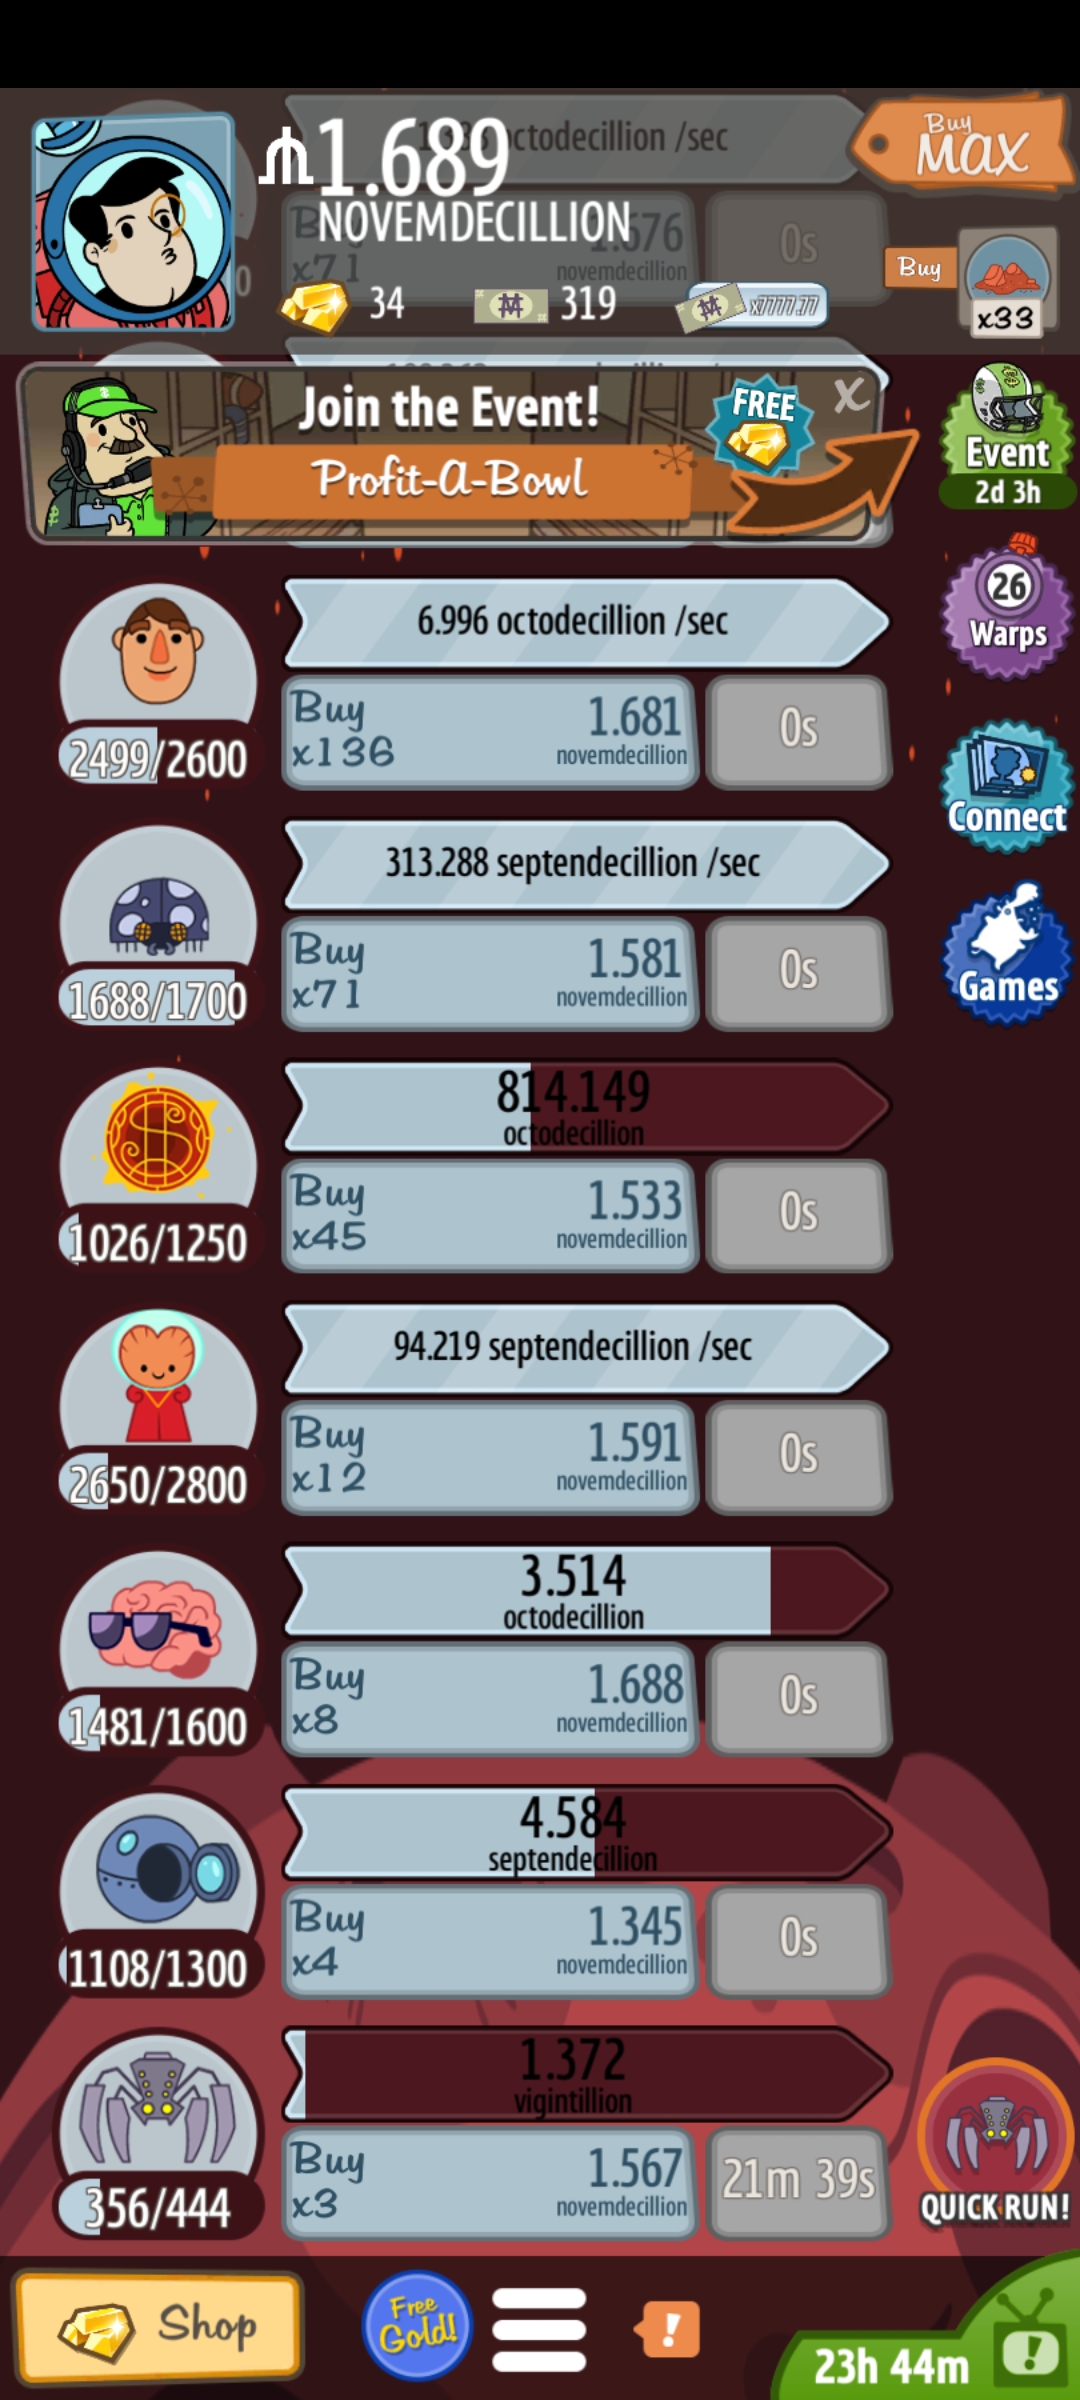 octodecillion /sec
1.689
NOVEMDECILLION
Buy
MAX
Buy
x71
1.676
novemdecillion
0s
34
319
x7777.77
Buy
x33
Join the Event!
Profit-A-Bowl
FREE
X
Event
2d 3h
6.996 octodecillion /sec
2499/2600
Buy
x136
1.681
novemdecillion
0s
26
Warps
313.288 septendecillion /sec
1688/1700
Buy
x71
1.581
novemdecillion
0s
Connect
Games
814.149
octodecillion
1026/1250
Buy
x45
1.533
novemdecillion
0s
94.219 septendecillion /sec
2650/2800
Buy
x12
1.591
novemdecillion
0s
3.514
octodecillion
1481/1600
Buy
x8
1.688
novemdecillion
0s
4.584
septendecillion
1108/1300
Buy
x4
1.345
novemdecillion
0s
1.372
vigintillion
356/444
Buy
x3
1.567
novemdecillion
21m 39s
QUICK RUN!
Shop
Free
Gold!
!
23h 44m
!